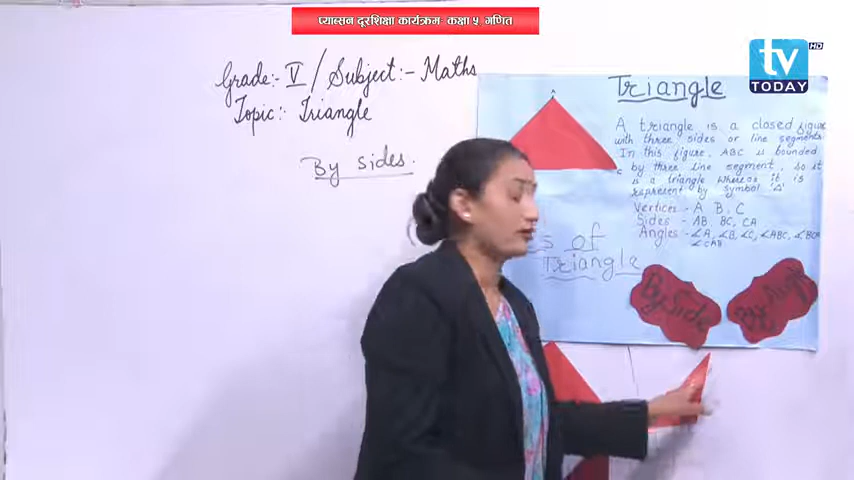 प्याब्सन दूरशिक्षा कार्यक्रमः कक्षा ५ गणित
tv HD
TODAY
Grade:- V / Subject:- Maths
Topic:- Triangle
By sides.
Triangle
A
A triangle is a closed figure
with three sides or line segments.
In this figure, ABC is bounded
by three line segment, so it
is a triangle whereas it is
represent by symbol 'Δ'
C
Vertices - A, B, C
Sides - AB, BC, CA
Angles - ∠A, ∠B, ∠C, ∠ABC, ∠BCA
∠CAB
of
Triangle
By Side
By Angle